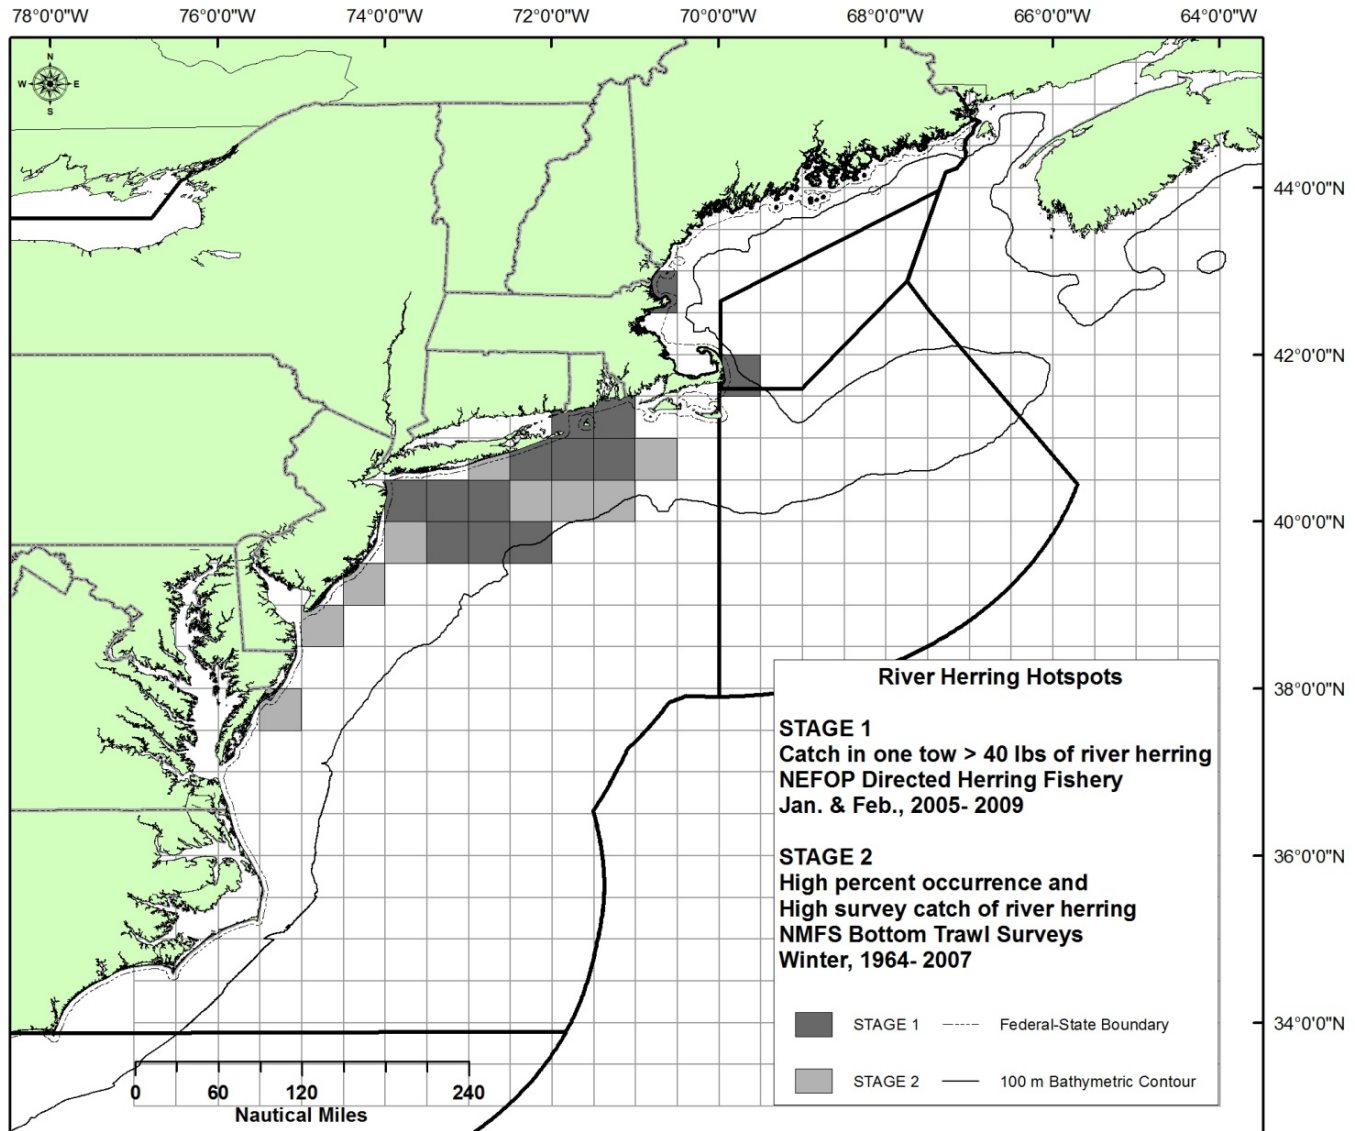 78°0'0"W 76°0'0"W 74°0'0"W 72°0'0"W 70°0'0"W 68°0'0"W 66°0'0"W 64°0'0"W
N
W E
S
44°0'0"N
42°0'0"N
40°0'0"N
38°0'0"N
36°0'0"N
34°0'0"N
River Herring Hotspots
STAGE 1
Catch in one tow > 40 lbs of river herring
NEFOP Directed Herring Fishery
Jan. & Feb., 2005- 2009
STAGE 2
High percent occurrence and
High survey catch of river herring
NMFS Bottom Trawl Surveys
Winter, 1964- 2007
STAGE 1 Federal-State Boundary
STAGE 2 100 m Bathymetric Contour
0 60 120 240
Nautical Miles